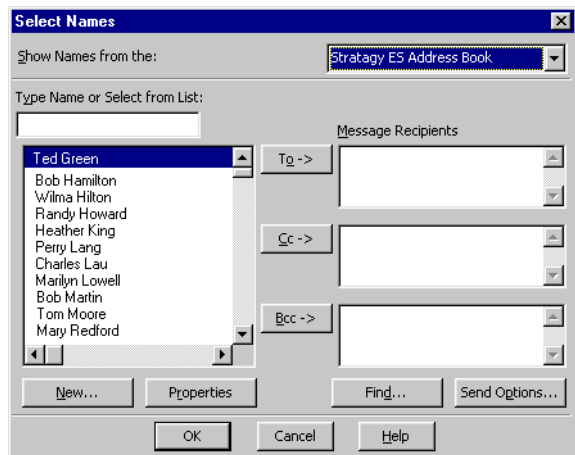 Select Names
Show Names from the:
Stratagy ES Address Book
Type Name or Select from List:
Message Recipients
Ted Green
Bob Hamilton
Wilma Hilton
Randy Howard
Heather King
Perry Lang
Charles Lau
Marilyn Lowell
Bob Martin
Tom Moore
Mary Redford
To ->
Cc ->
Bcc ->
New...
Properties
Find...
Send Options...
OK
Cancel
Help